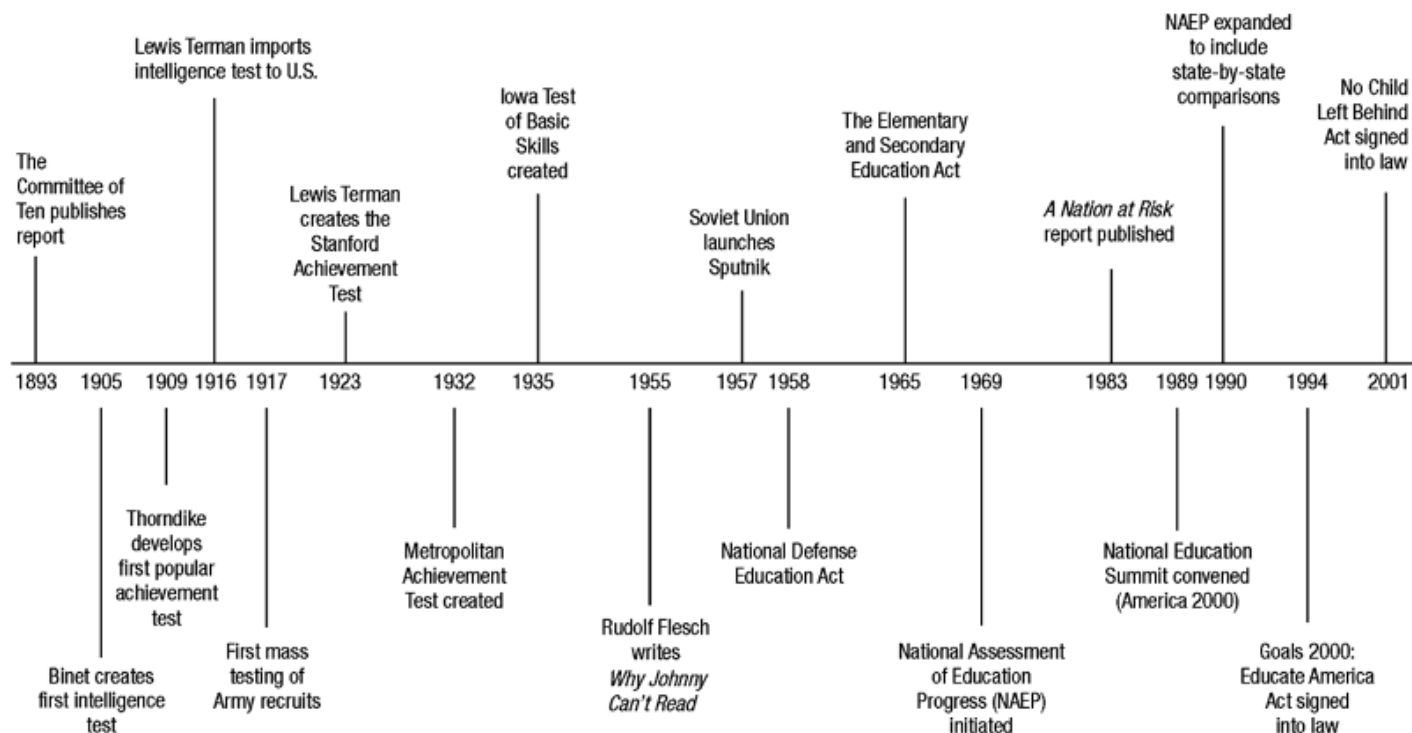 Lewis Terman imports
intelligence test to U.S.
NAEP expanded
to include
state-by-state
comparisons
Iowa Test
of Basic
Skills
created
No Child
Left Behind
Act signed
into law
The Elementary
and Secondary
Education Act
The
Committee of
Ten publishes
report
Lewis Terman
creates the
Stanford
Achievement
Test
Soviet Union
launches
Sputnik
A Nation at Risk
report published
1893 1905 1909 1916 1917 1923 1932 1935 1955 1957 1958 1965 1969 1983 1989 1990 1994 2001
Thorndike
develops
first popular
achievement
test
Metropolitan
Achievement
Test created
National Defense
Education Act
National Education
Summit convened
(America 2000)
Binet creates
first intelligence
test
First mass
testing of
Army recruits
Rudolf Flesch
writes
Why Johnny
Can't Read
National Assessment
of Education
Progress (NAEP)
initiated
Goals 2000:
Educate America
Act signed
into law